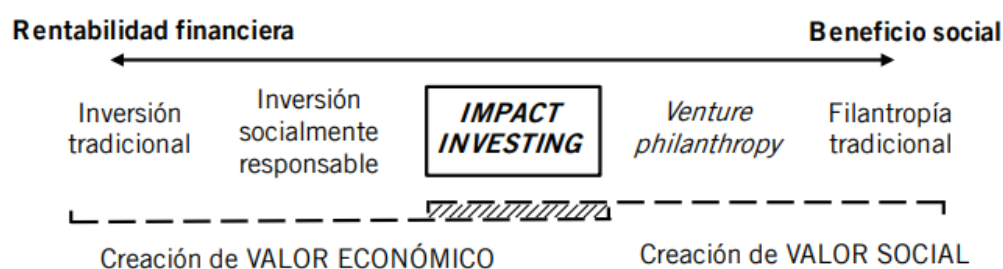 Rentabilidad financiera
Beneficio social
Inversión
tradicional
Inversión
socialmente
responsable
IMPACT
INVESTING
Venture
philanthropy
Filantropía
tradicional
Creación de VALOR ECONÓMICO
Creación de VALOR SOCIAL